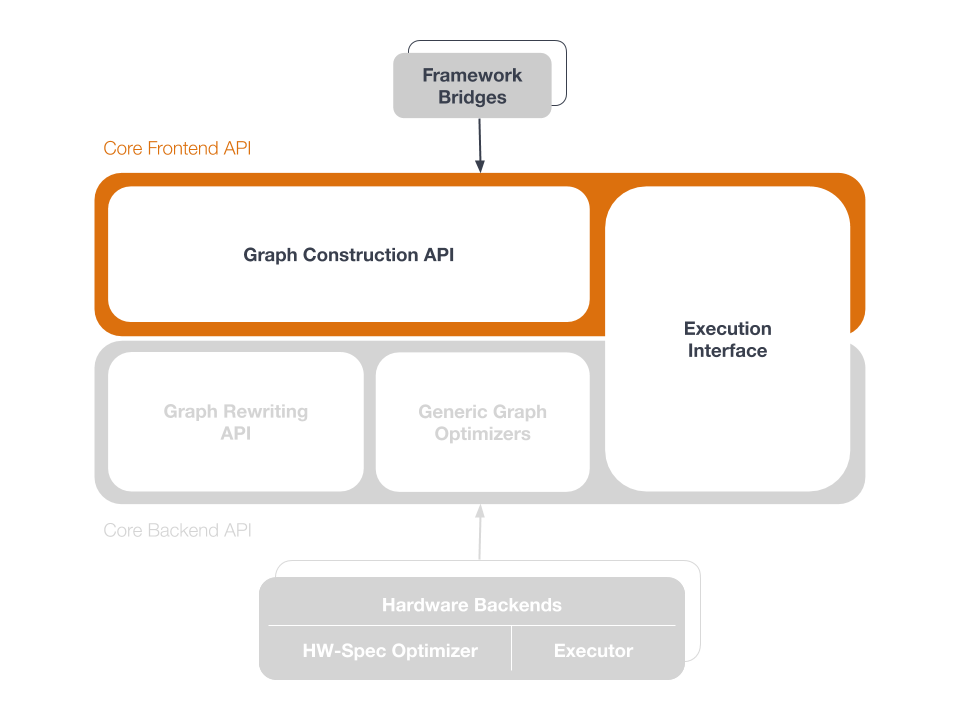 Framework
Bridges
Core Frontend API
Graph Construction API
Execution
Interface
Graph Rewriting
API
Generic Graph
Optimizers
Core Backend API
Hardware Backends
HW-Spec Optimizer
Executor